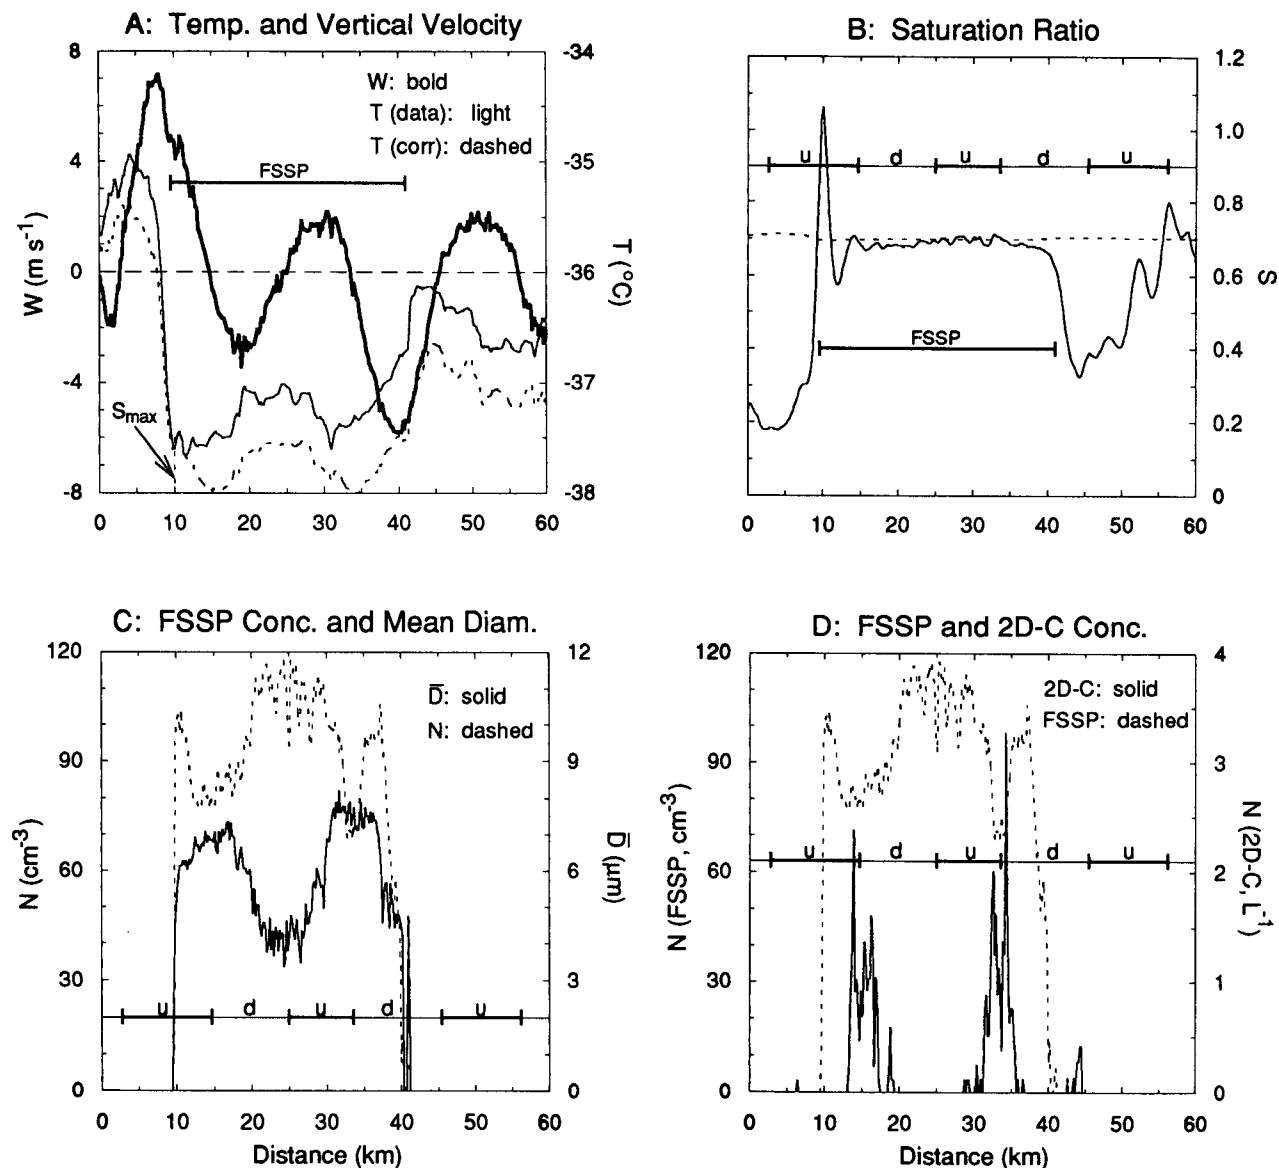 A: Temp. and Vertical Velocity
8
4
0
-4
-8
W (m s⁻¹)
W: bold
T (data): light
T (corr): dashed
FSSP
Smax
-34
-35
-36
-37
-38
T (°C)
0 10 20 30 40 50 60
B: Saturation Ratio
u d u d u
FSSP
1.2
1.0
0.8
0.6
0.4
0.2
0
S
0 10 20 30 40 50 60
C: FSSP Conc. and Mean Diam.
120
90
60
30
0
N (cm⁻³)
D̅: solid
N: dashed
u d u d u
12
9
6
3
0
D̅ (μm)
0 10 20 30 40 50 60
Distance (km)
D: FSSP and 2D-C Conc.
120
90
60
30
0
N (FSSP, cm⁻³)
2D-C: solid
FSSP: dashed
u d u d u
4
3
2
1
0
N (2D-C, L⁻¹)
0 10 20 30 40 50 60
Distance (km)